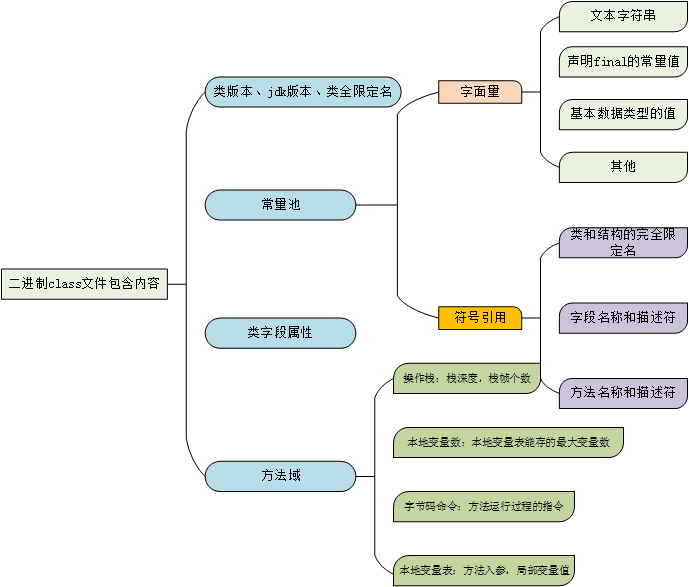 二进制class文件包含内容
类版本、jdk版本、类全限定名
常量池
字面量
文本字符串
声明final的常量值
基本数据类型的值
其他
符号引用
类和结构的完全限
定名
字段名称和描述符
方法名称和描述符
类字段属性
方法域
操作栈：栈深度，栈帧个数
本地变量数：本地变量表能存的最大变量数
字节码命令：方法运行过程的指令
本地变量表：方法入参，局部变量值